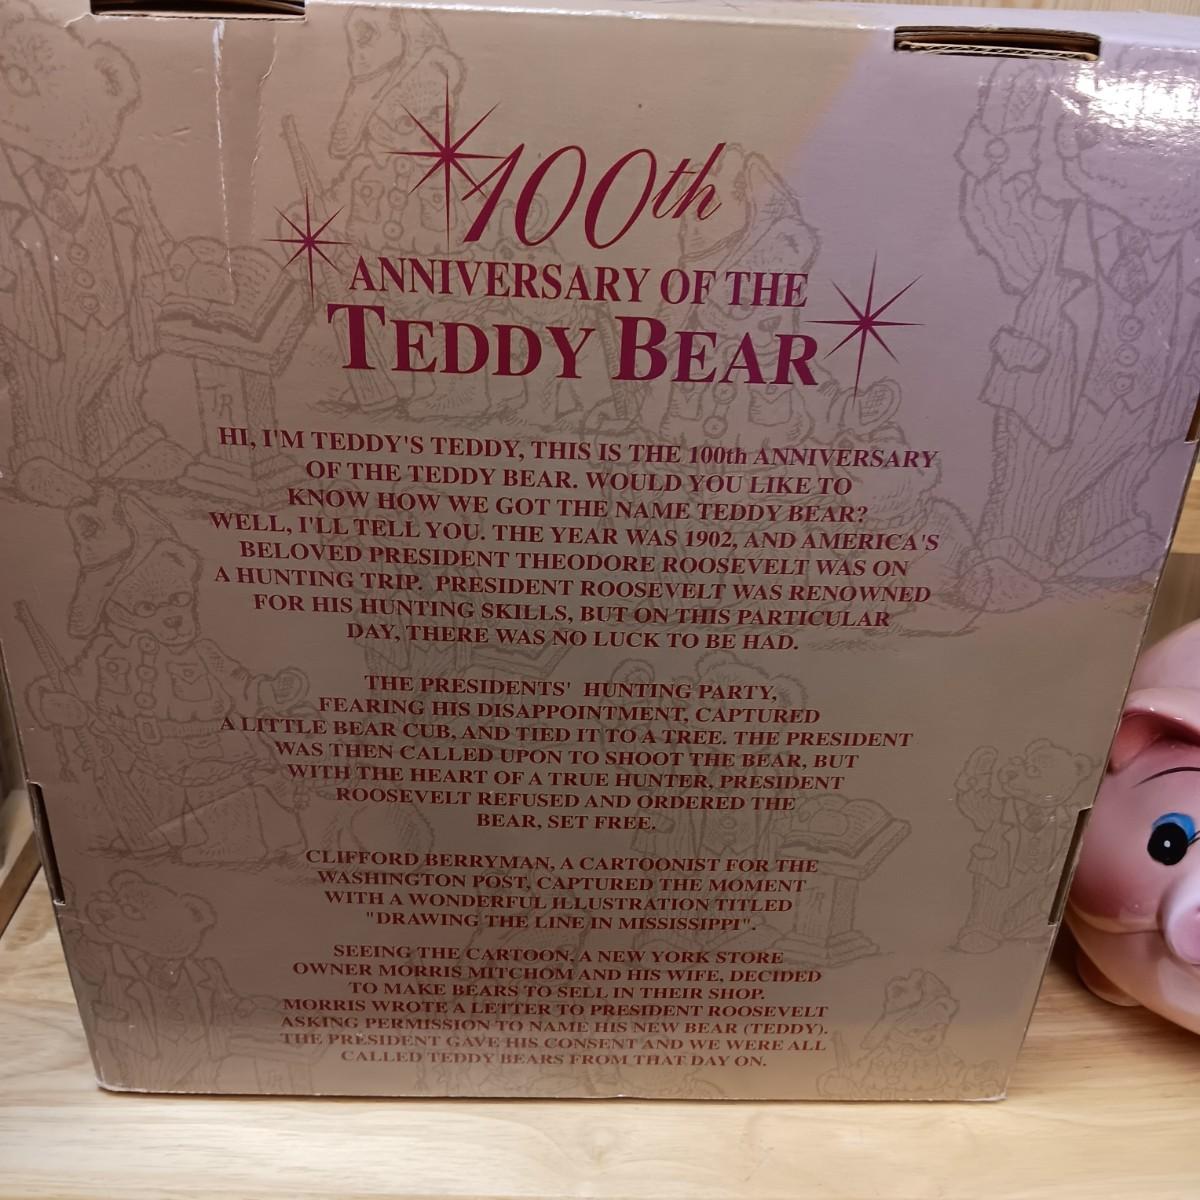 100th
ANNIVERSARY OF THE
TEDDY BEAR
HI, I'M TEDDY'S TEDDY, THIS IS THE 100th ANNIVERSARY
OF THE TEDDY BEAR. WOULD YOU LIKE TO
KNOW HOW WE GOT THE NAME TEDDY BEAR?
WELL, I'LL TELL YOU. THE YEAR WAS 1902, AND AMERICA'S
BELOVED PRESIDENT THEODORE ROOSEVELT WAS ON
A HUNTING TRIP. PRESIDENT ROOSEVELT WAS RENOWNED
FOR HIS HUNTING SKILLS, BUT ON THIS PARTICULAR
DAY, THERE WAS NO LUCK TO BE HAD.
THE PRESIDENTS' HUNTING PARTY,
FEARING HIS DISAPPOINTMENT, CAPTURED
A LITTLE BEAR CUB, AND TIED IT TO A TREE. THE PRESIDENT
WAS THEN CALLED UPON TO SHOOT THE BEAR, BUT
WITH THE HEART OF A TRUE HUNTER, PRESIDENT
ROOSEVELT REFUSED AND ORDERED THE
BEAR, SET FREE.
CLIFFORD BERRYMAN, A CARTOONIST FOR THE
WASHINGTON POST, CAPTURED THE MOMENT
WITH A WONDERFUL ILLUSTRATION TITLED
"DRAWING THE LINE IN MISSISSIPPI".
SEEING THE CARTOON, A NEW YORK STORE
OWNER MORRIS MITCHOM AND HIS WIFE, DECIDED
TO MAKE BEARS TO SELL IN THEIR SHOP.
MORRIS WROTE A LETTER TO PRESIDENT ROOSEVELT
ASKING PERMISSION TO NAME HIS NEW BEAR (TEDDY).
THE PRESIDENT GAVE HIS CONSENT AND WE WERE ALL
CALLED TEDDY BEARS FROM THAT DAY ON.